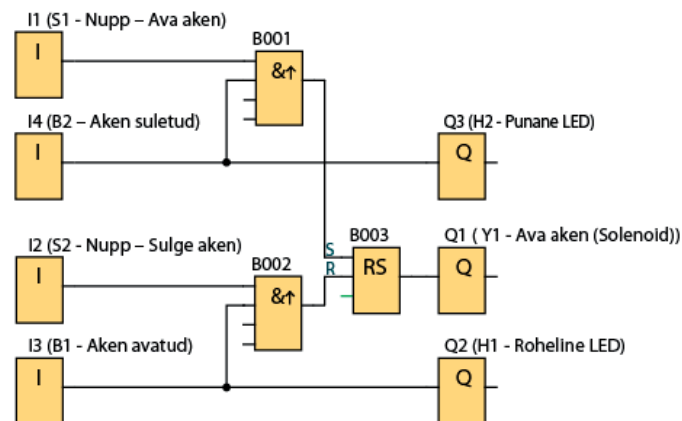 I1 (S1 - Nupp – Ava aken)
I
B001
&↑
I4 (B2 – Aken suletud)
I
Q3 (H2 - Punane LED)
Q
I2 (S2 - Nupp – Sulge aken)
I
B002
&↑
S
R
B003
RS
Q1 ( Y1 - Ava aken (Solenoid))
Q
I3 (B1 - Aken avatud)
I
Q2 (H1 - Roheline LED)
Q